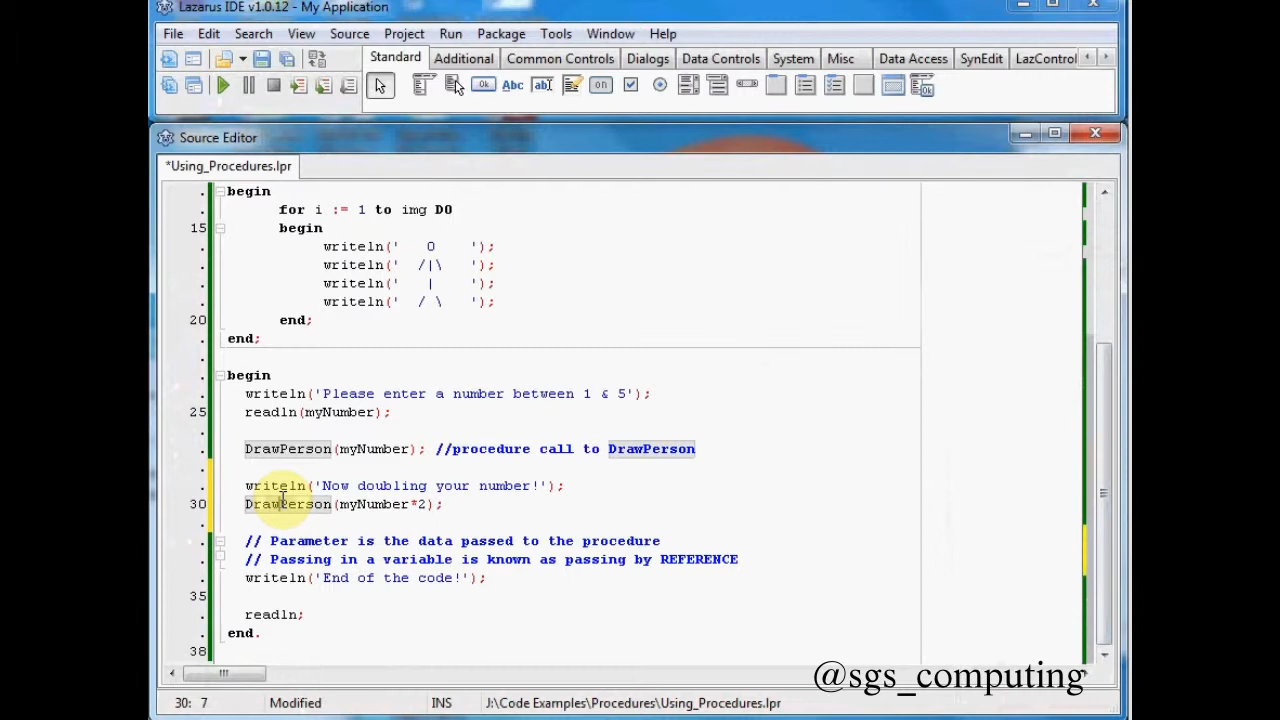 Lazarus IDE v1.0.12 - My Application
File Edit Search View Source Project Run Package Tools Window Help
Standard Additional Common Controls Dialogs Data Controls System Misc Data Access SynEdit LazControl
Ok Abc ab on Ok
Source Editor
*Using_Procedures.lpr
begin
for i := 1 to img DO
15 begin
writeln('   O    ');
writeln('  /|\   ');
writeln('   |    ');
writeln('  / \   ');
20 end;
end;
begin
writeln('Please enter a number between 1 & 5');
25 readln(myNumber);
DrawPerson(myNumber); //procedure call to DrawPerson
writeln('Now doubling your number!');
30 DrawPerson(myNumber*2);
// Parameter is the data passed to the procedure
// Passing in a variable is known as passing by REFERENCE
writeln('End of the code!');
35
readln;
end.
38
@sgs_computing
30: 7 Modified INS J:\Code Examples\Procedures\Using_Procedures.lpr